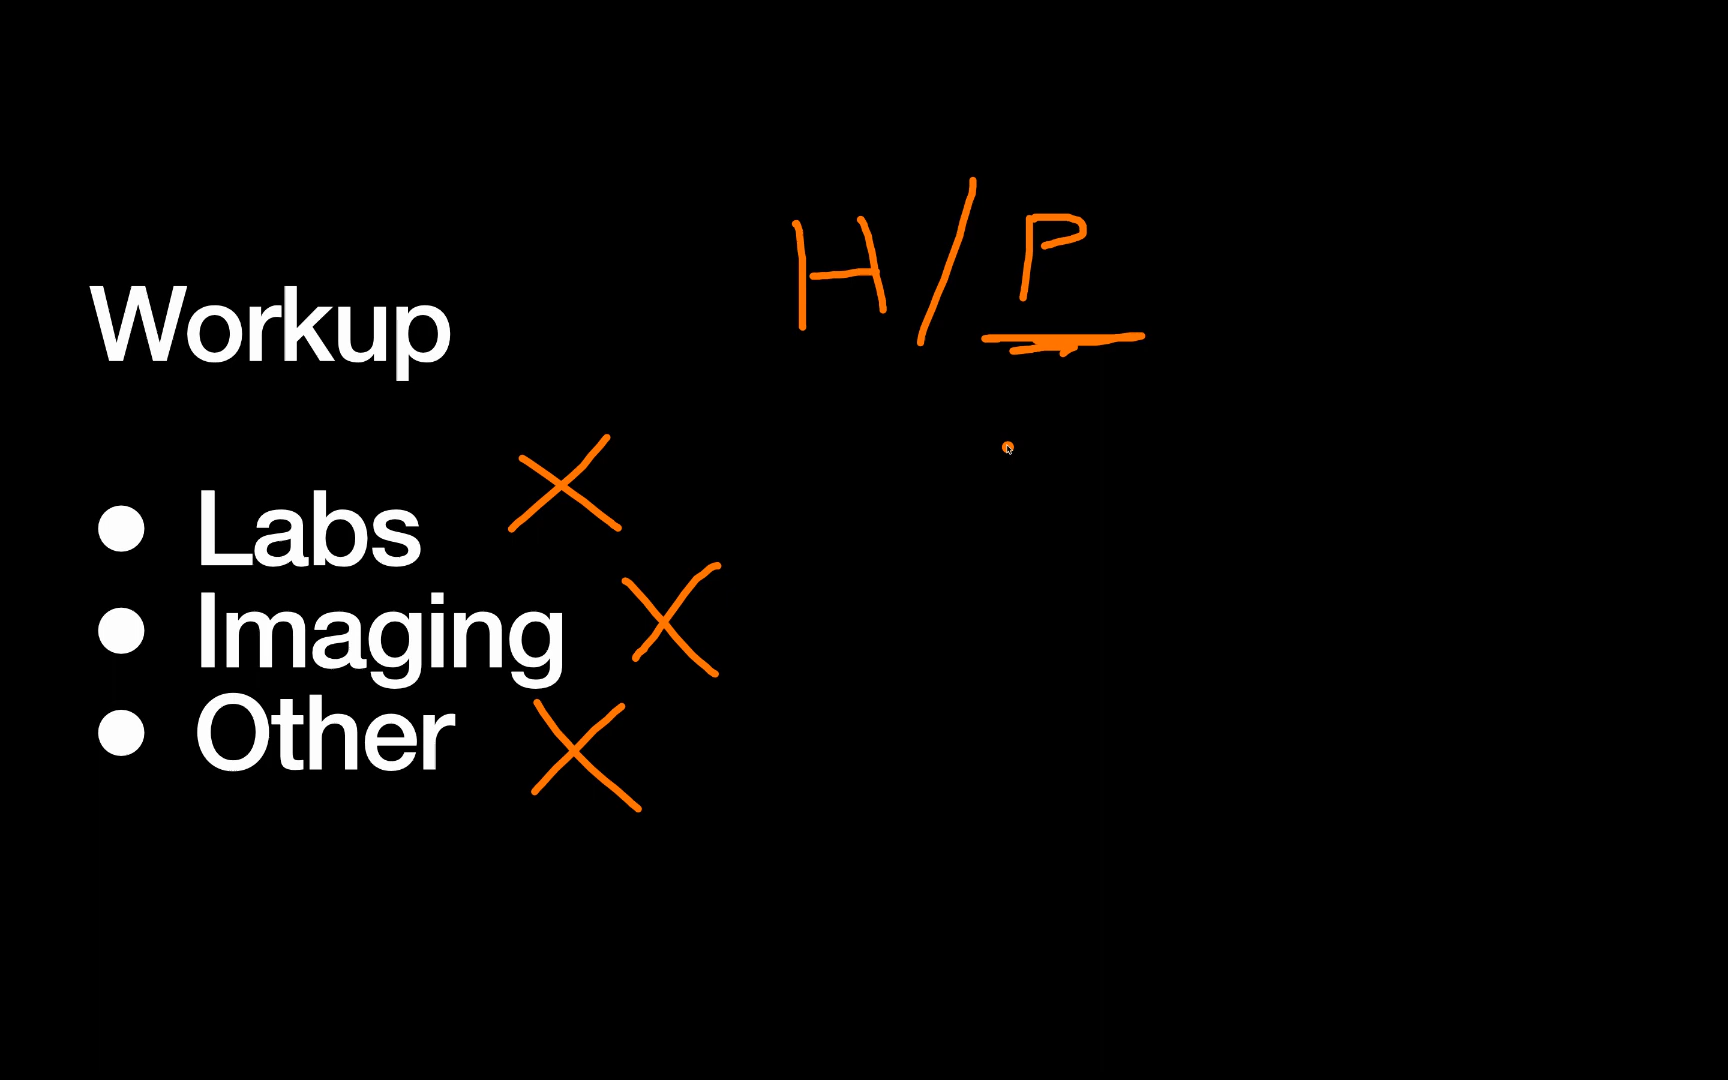 H/P
Workup
• Labs X
• Imaging X
• Other X